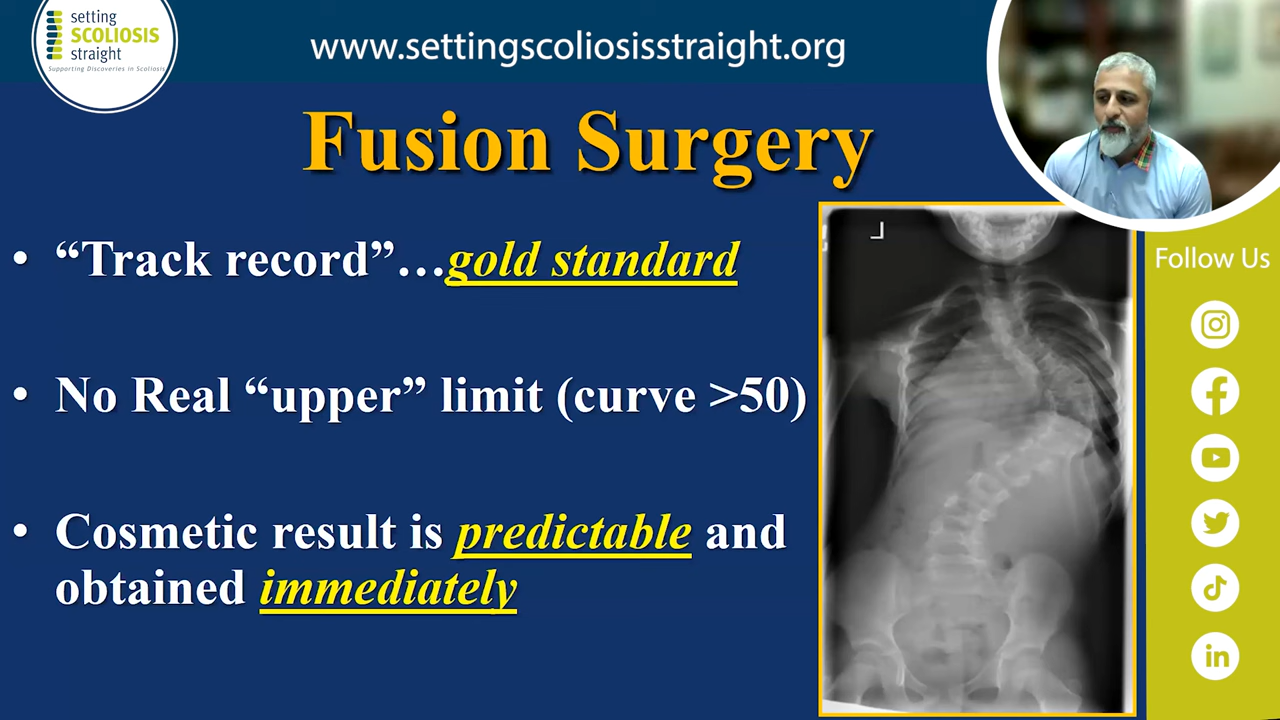 setting
SCOLIOSIS
straight
Supporting Discoveries in Scoliosis
www.settingscoliosisstraight.org
Fusion Surgery
• “Track record”…gold standard
• No Real “upper” limit (curve >50)
• Cosmetic result is predictable and
obtained immediately
Follow Us